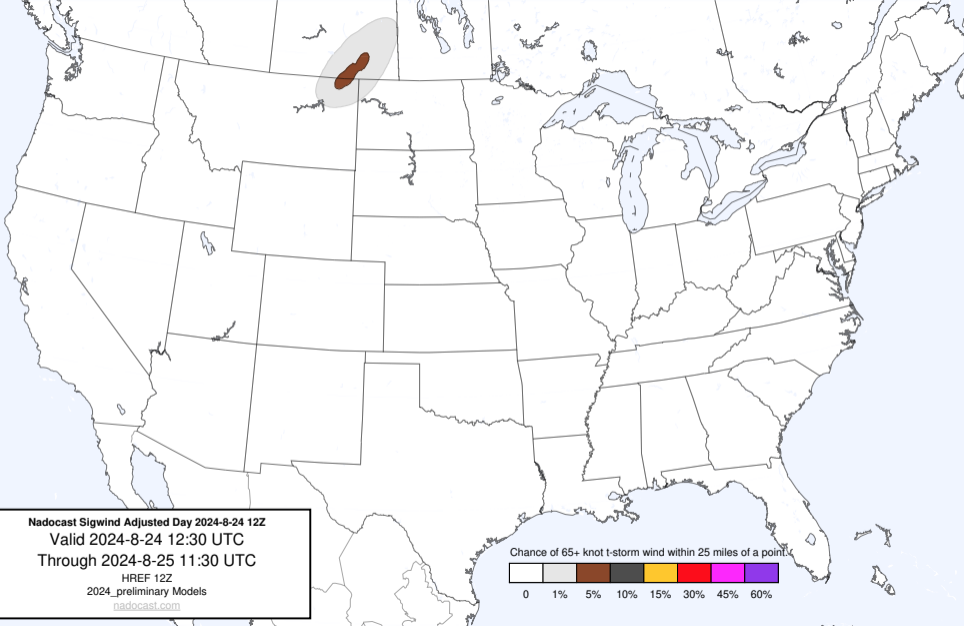 Nadocast Sigwind Adjusted Day 2024-8-24 12Z
Valid 2024-8-24 12:30 UTC
Through 2024-8-25 11:30 UTC
HREF 12Z
2024_preliminary Models
nadocast.com
Chance of 65+ knot t-storm wind within 25 miles of a point.
0 1% 5% 10% 15% 30% 45% 60%